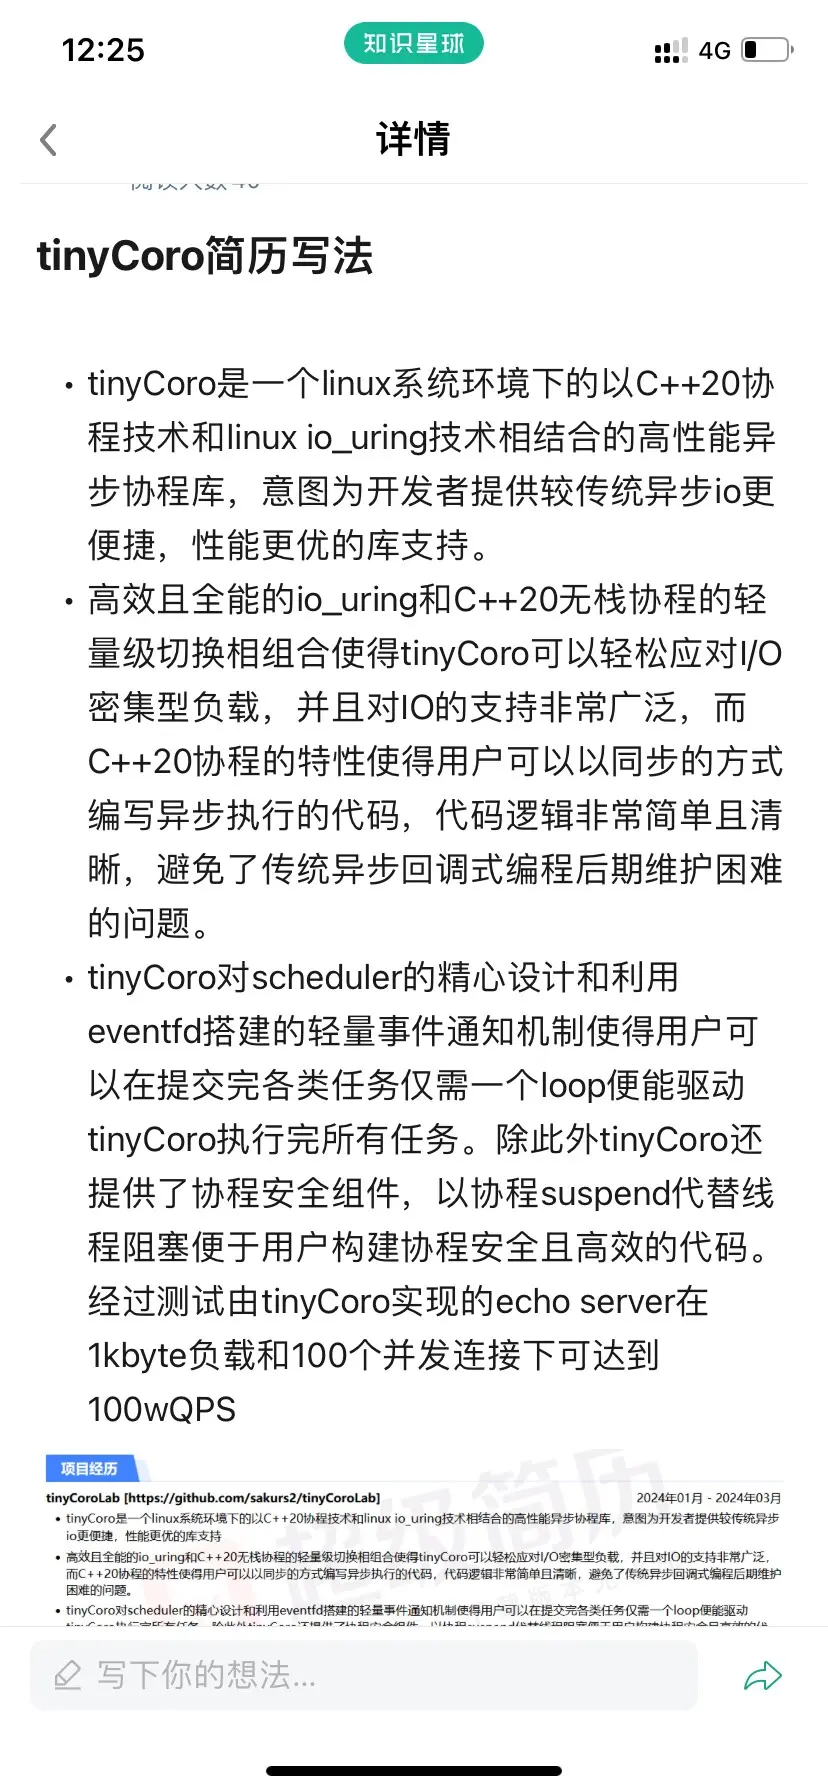 12:25
知识星球
4G
详情
阅读人数 48
tinyCoro简历写法
• tinyCoro是一个linux系统环境下的以C++20协
程技术和linux io_uring技术相结合的高性能异
步协程库，意图为开发者提供较传统异步io更
便捷，性能更优的库支持。
• 高效且全能的io_uring和C++20无栈协程的轻
量级切换相组合使得tinyCoro可以轻松应对I/O
密集型负载，并且对IO的支持非常广泛，而
C++20协程的特性使得用户可以以同步的方式
编写异步执行的代码，代码逻辑非常简单且清
晰，避免了传统异步回调式编程后期维护困难
的问题。
• tinyCoro对scheduler的精心设计和利用
eventfd搭建的轻量事件通知机制使得用户可
以在提交完各类任务仅需一个loop便能驱动
tinyCoro执行完所有任务。除此外tinyCoro还
提供了协程安全组件，以协程suspend代替线
程阻塞便于用户构建协程安全且高效的代码。
经过测试由tinyCoro实现的echo server在
1kbyte负载和100个并发连接下可达到
100wQPS
项目经历
超级简历
tinyCoroLab [https://github.com/sakurs2/tinyCoroLab] 2024年01月 - 2024年03月
• tinyCoro是一个linux系统环境下的以C++20协程技术和linux io_uring技术相结合的高性能异步协程库，意图为开发者提供较传统异步
io更便捷，性能更优的库支持
• 高效且全能的io_uring和C++20无栈协程的轻量级切换相组合使得tinyCoro可以轻松应对I/O密集型负载，并且对IO的支持非常广泛，
而C++20协程的特性使得用户可以以同步的方式编写异步执行的代码，代码逻辑非常简单且清晰，避免了传统异步回调式编程后期维护
困难的问题。
• tinyCoro对scheduler的精心设计和利用eventfd搭建的轻量事件通知机制使得用户可以在提交完各类任务仅需一个loop便能驱动
写下你的想法...